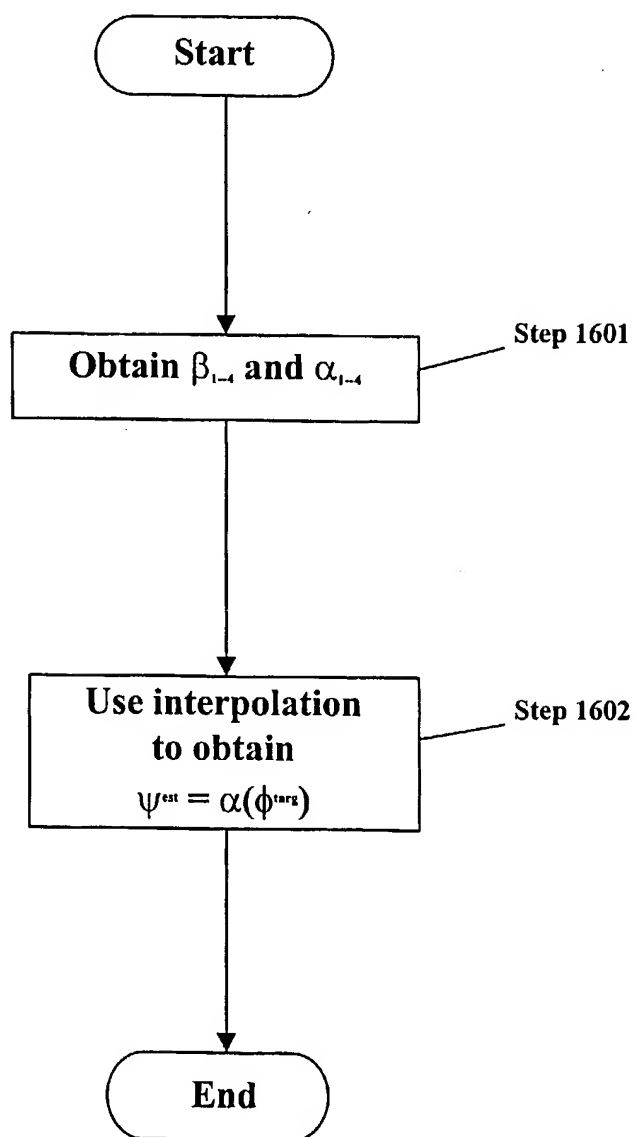 Start
Step 1601
Obtain β₁₋₄ and α₁₋₄
Step 1602
Use interpolation
to obtain
ψᵉˢᵗ = α(ϕᵗᵃʳᵍ)
End